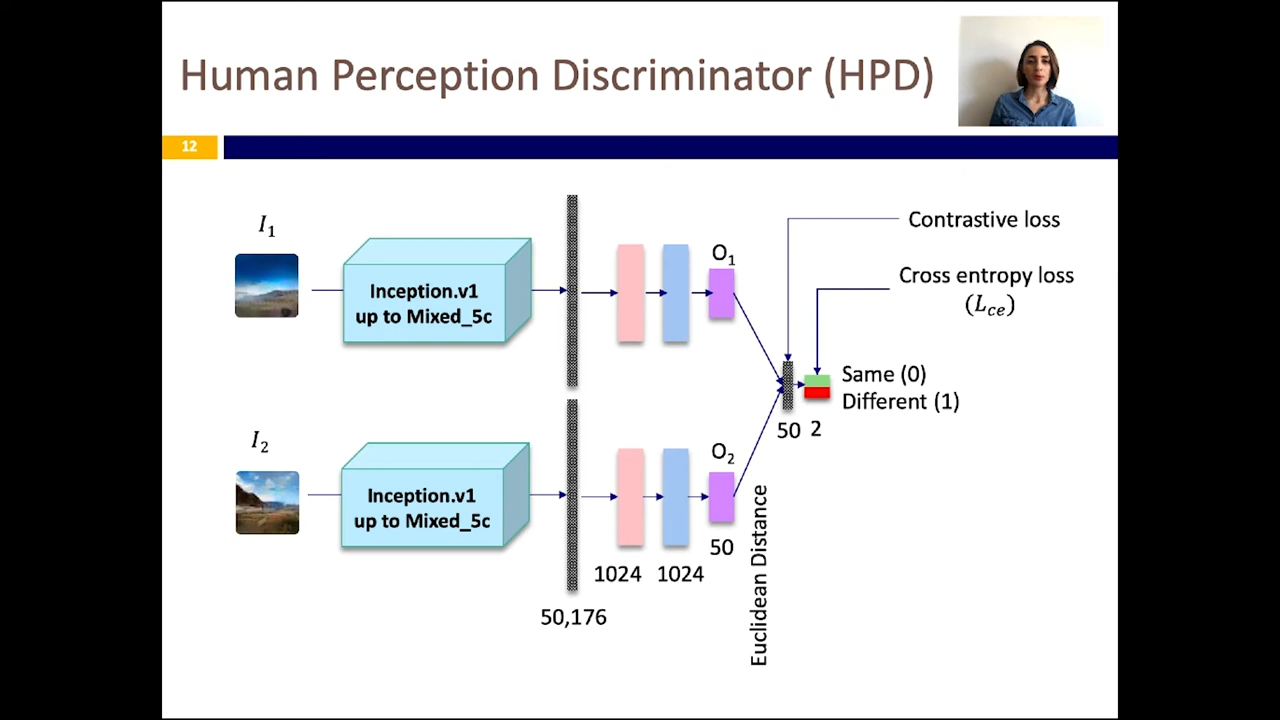 Human Perception Discriminator (HPD)
12
I₁
Inception.v1
up to Mixed_5c
O₁
Contrastive loss
Cross entropy loss
(L_ce)
Same (0)
Different (1)
50 2
I₂
Inception.v1
up to Mixed_5c
O₂
50
1024 1024
50,176
Euclidean Distance